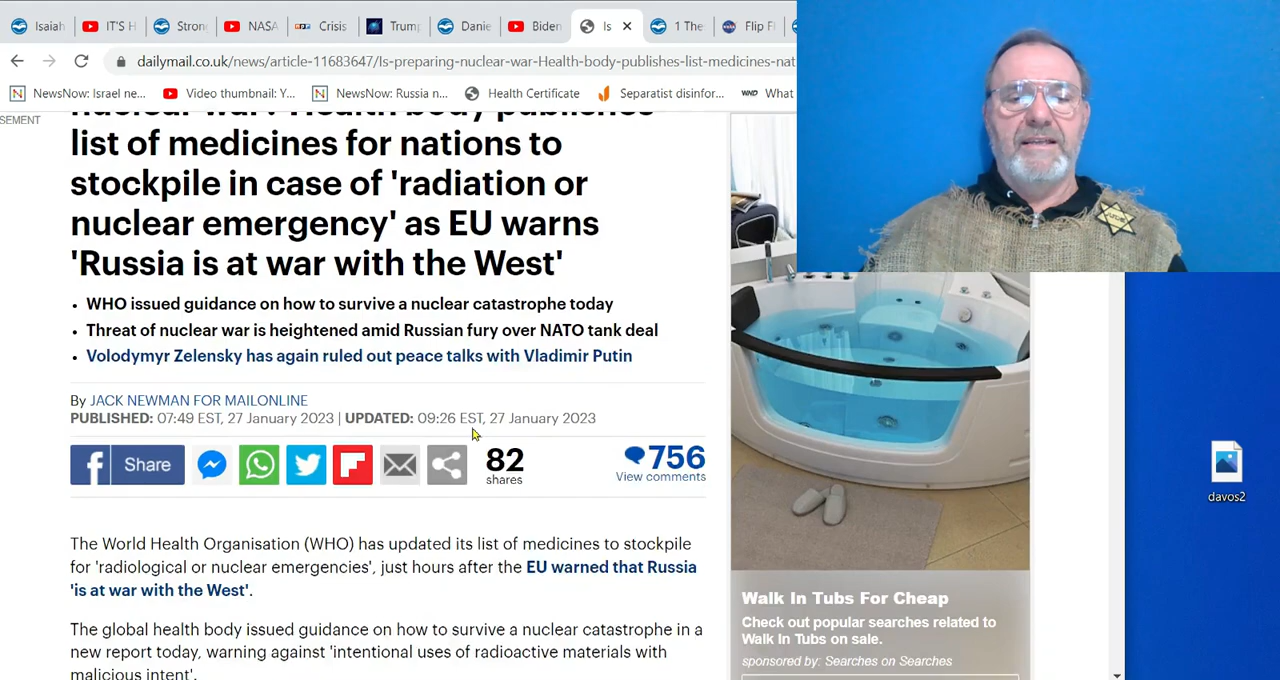 Isaiah
IT'S H
Strong
NASA
Crisis
Trump
Danie
Biden
Is
1 The
Flip Fl
dailymail.co.uk/news/article-11683647/Is-preparing-nuclear-war-Health-body-publishes-list-medicines-nat
NewsNow: Israel ne...
Video thumbnail: Y...
NewsNow: Russia n...
Health Certificate
Separatist disinfor...
WND
What
SEMENT
nuclear war? Health body publishes
list of medicines for nations to
stockpile in case of 'radiation or
nuclear emergency' as EU warns
'Russia is at war with the West'
• WHO issued guidance on how to survive a nuclear catastrophe today
• Threat of nuclear war is heightened amid Russian fury over NATO tank deal
• Volodymyr Zelensky has again ruled out peace talks with Vladimir Putin
By JACK NEWMAN FOR MAILONLINE
PUBLISHED: 07:49 EST, 27 January 2023 | UPDATED: 09:26 EST, 27 January 2023
f Share
82
shares
756
View comments
The World Health Organisation (WHO) has updated its list of medicines to stockpile
for 'radiological or nuclear emergencies', just hours after the EU warned that Russia
'is at war with the West'.
The global health body issued guidance on how to survive a nuclear catastrophe in a
new report today, warning against 'intentional uses of radioactive materials with
malicious intent'.
Walk In Tubs For Cheap
Check out popular searches related to
Walk In Tubs on sale.
sponsored by: Searches on Searches
davos2